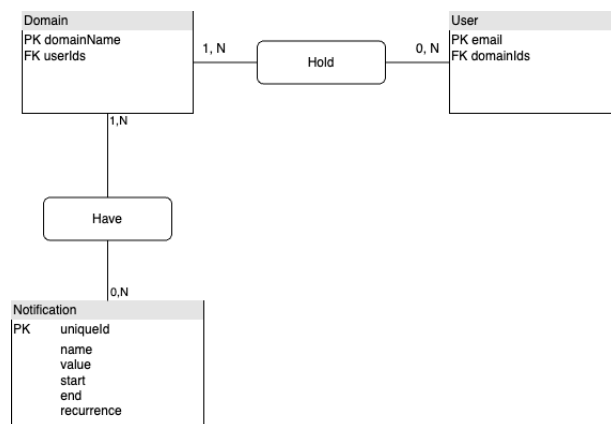 Domain
PK domainName
FK userIds
1, N
Hold
0, N
User
PK email
FK domainIds
1,N
Have
0,N
Notification
PK uniqueId
name
value
start
end
recurrence